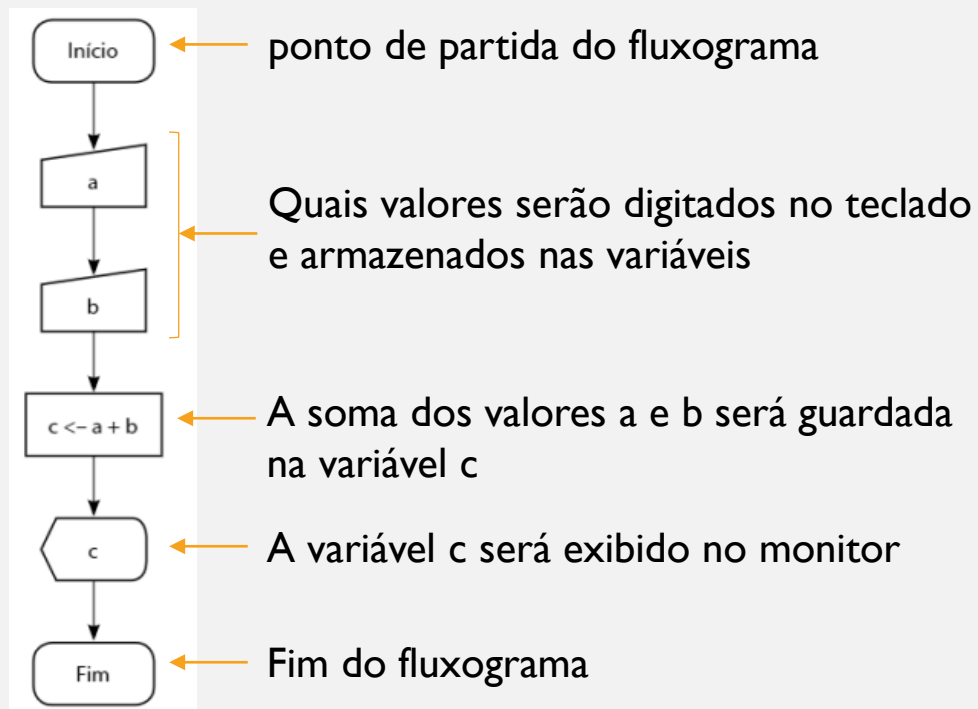 Início
ponto de partida do fluxograma
a
Quais valores serão digitados no teclado
e armazenados nas variáveis
b
c <– a + b
A soma dos valores a e b será guardada
na variável c
c
A variável c será exibido no monitor
Fim
Fim do fluxograma